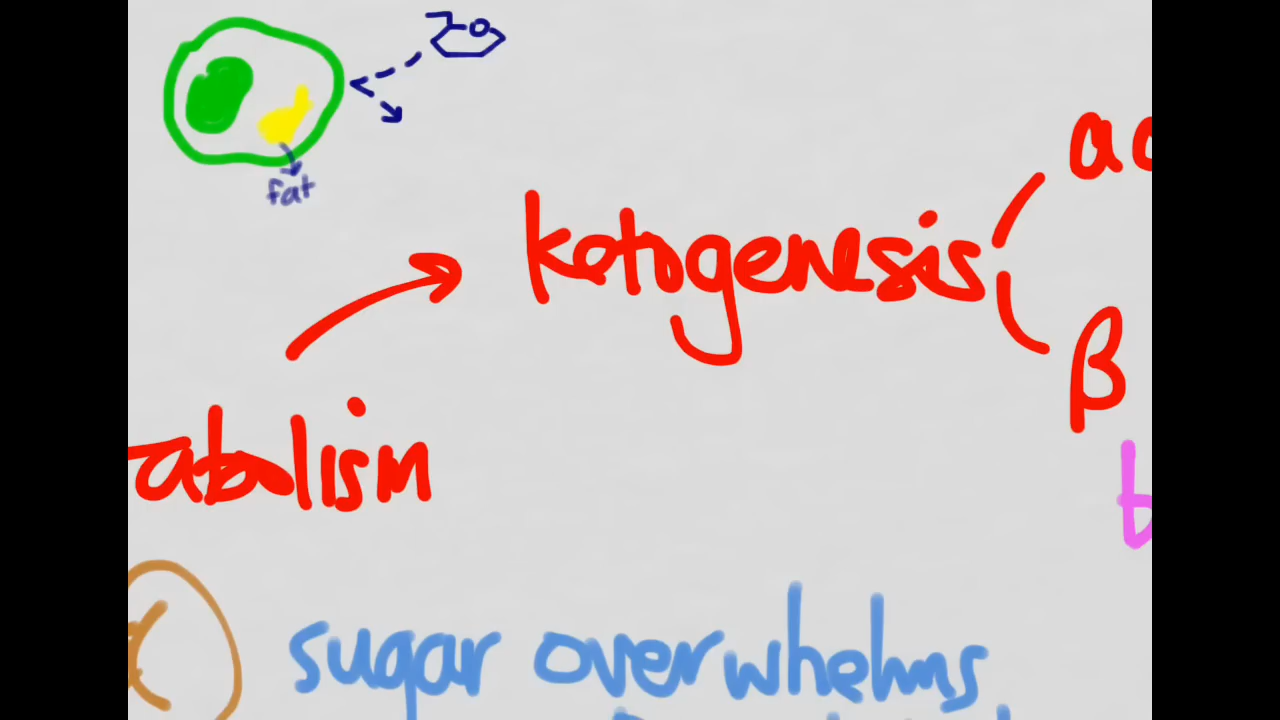 O
fat
ketogenesis
β
abolism
sugar overwhelms